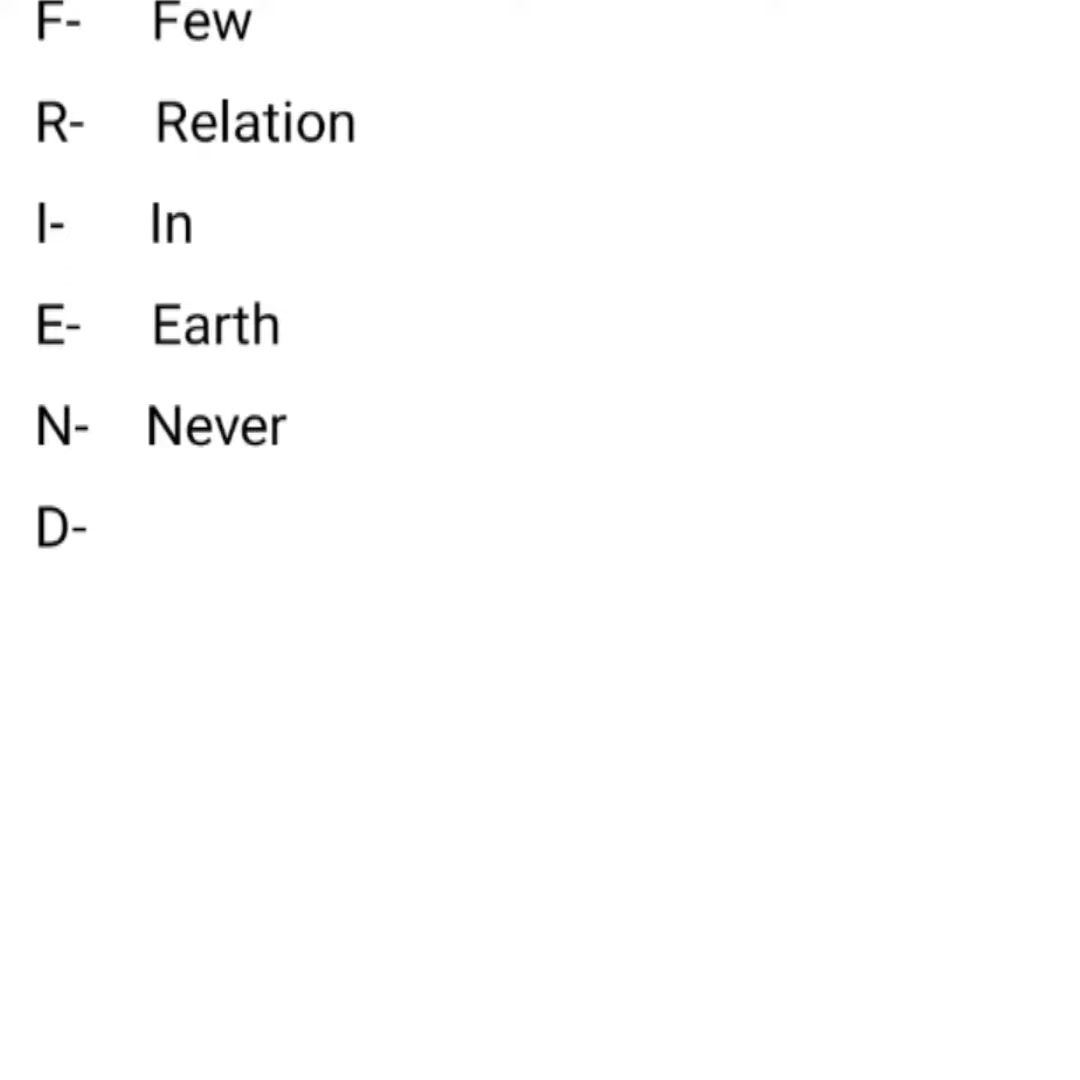 F- Few
R- Relation
I- In
E- Earth
N- Never
D-